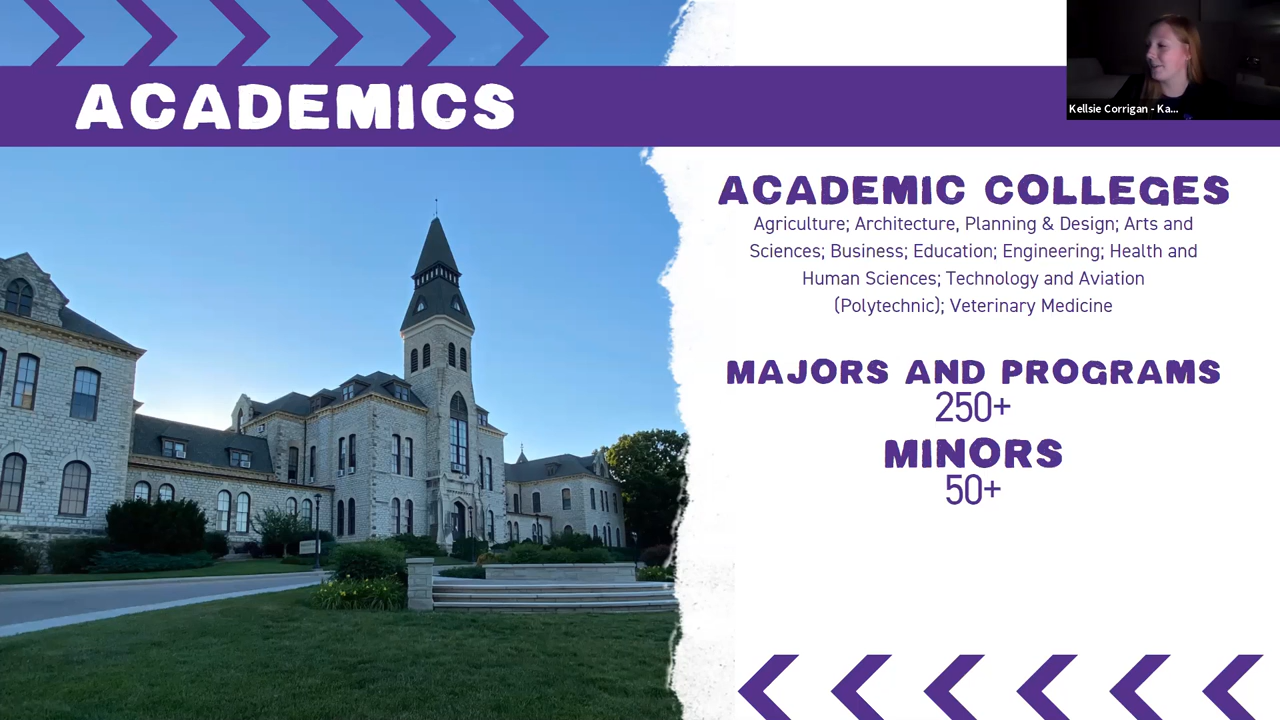 ACADEMICS
Kellsie Corrigan - Ka...
ACADEMIC COLLEGES
Agriculture; Architecture, Planning & Design; Arts and
Sciences; Business; Education; Engineering; Health and
Human Sciences; Technology and Aviation
(Polytechnic); Veterinary Medicine
MAJORS AND PROGRAMS
250+
MINORS
50+